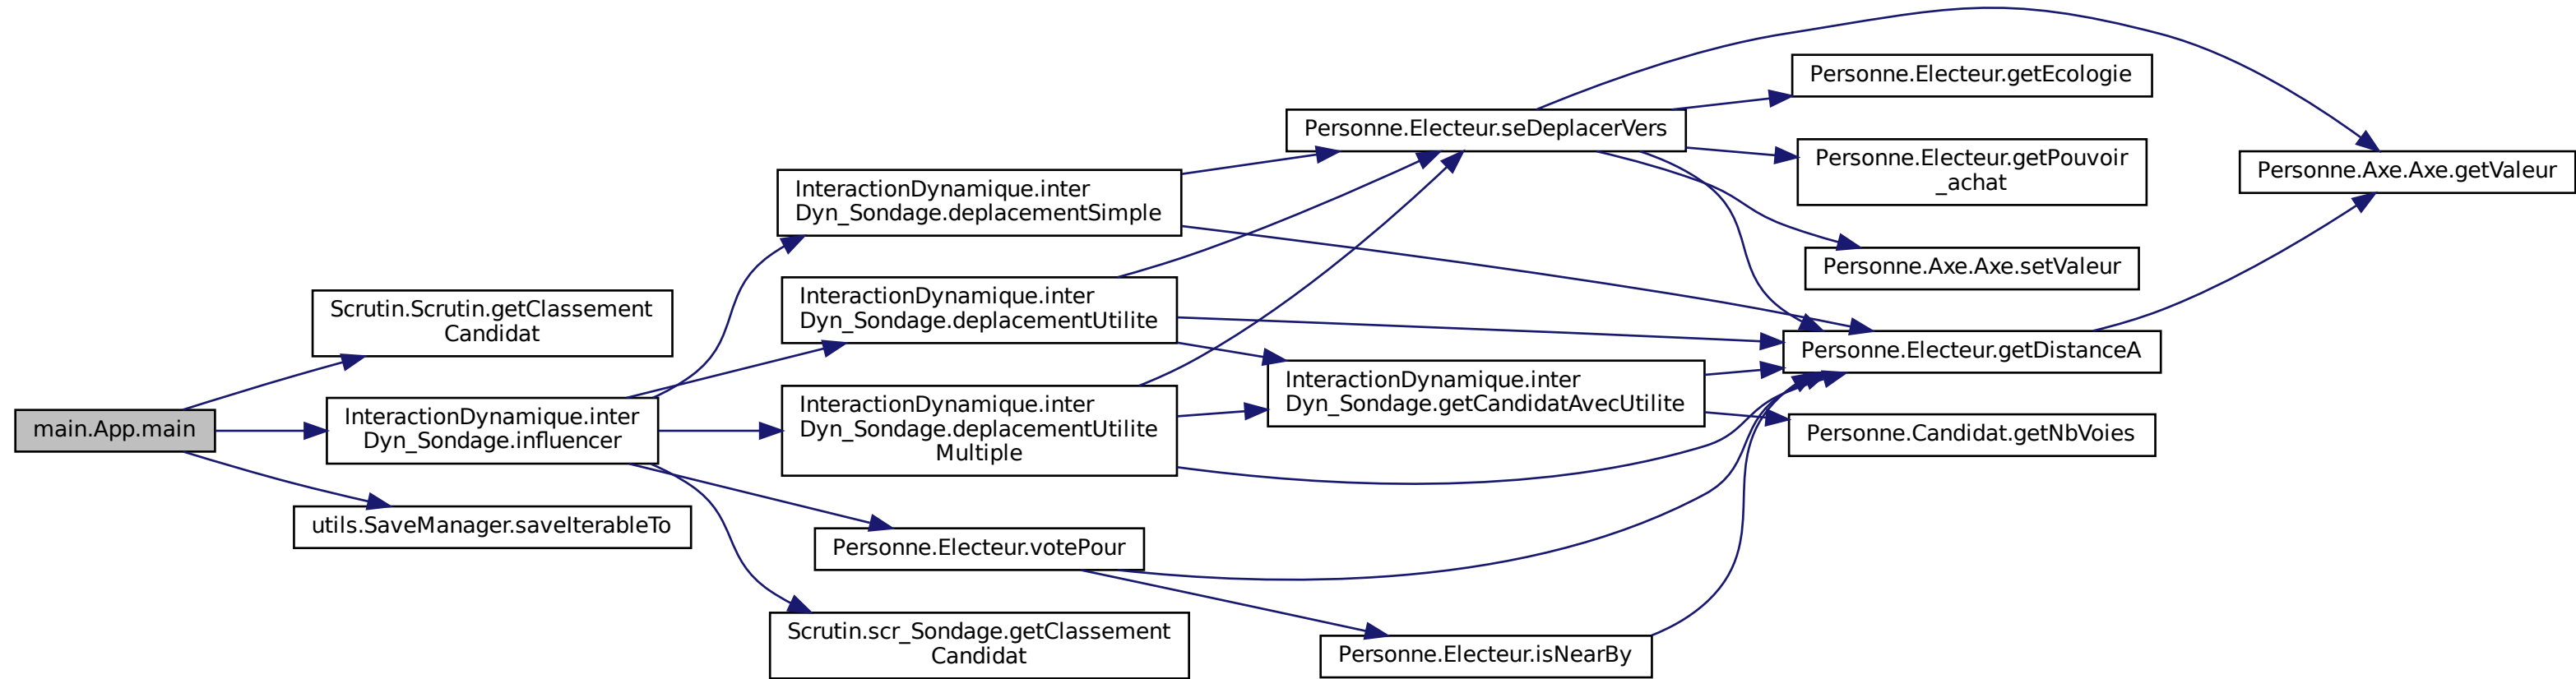 main.App.main
Scrutin.Scrutin.getClassement
Candidat
InteractionDynamique.inter
Dyn_Sondage.influencer
utils.SaveManager.saveIterableTo
InteractionDynamique.inter
Dyn_Sondage.deplacementSimple
InteractionDynamique.inter
Dyn_Sondage.deplacementUtilite
InteractionDynamique.inter
Dyn_Sondage.deplacementUtilite
Multiple
Personne.Electeur.votePour
Scrutin.scr_Sondage.getClassement
Candidat
Personne.Electeur.seDeplacerVers
InteractionDynamique.inter
Dyn_Sondage.getCandidatAvecUtilite
Personne.Electeur.isNearBy
Personne.Electeur.getEcologie
Personne.Electeur.getPouvoir
_achat
Personne.Axe.Axe.setValeur
Personne.Electeur.getDistanceA
Personne.Candidat.getNbVoies
Personne.Axe.Axe.getValeur